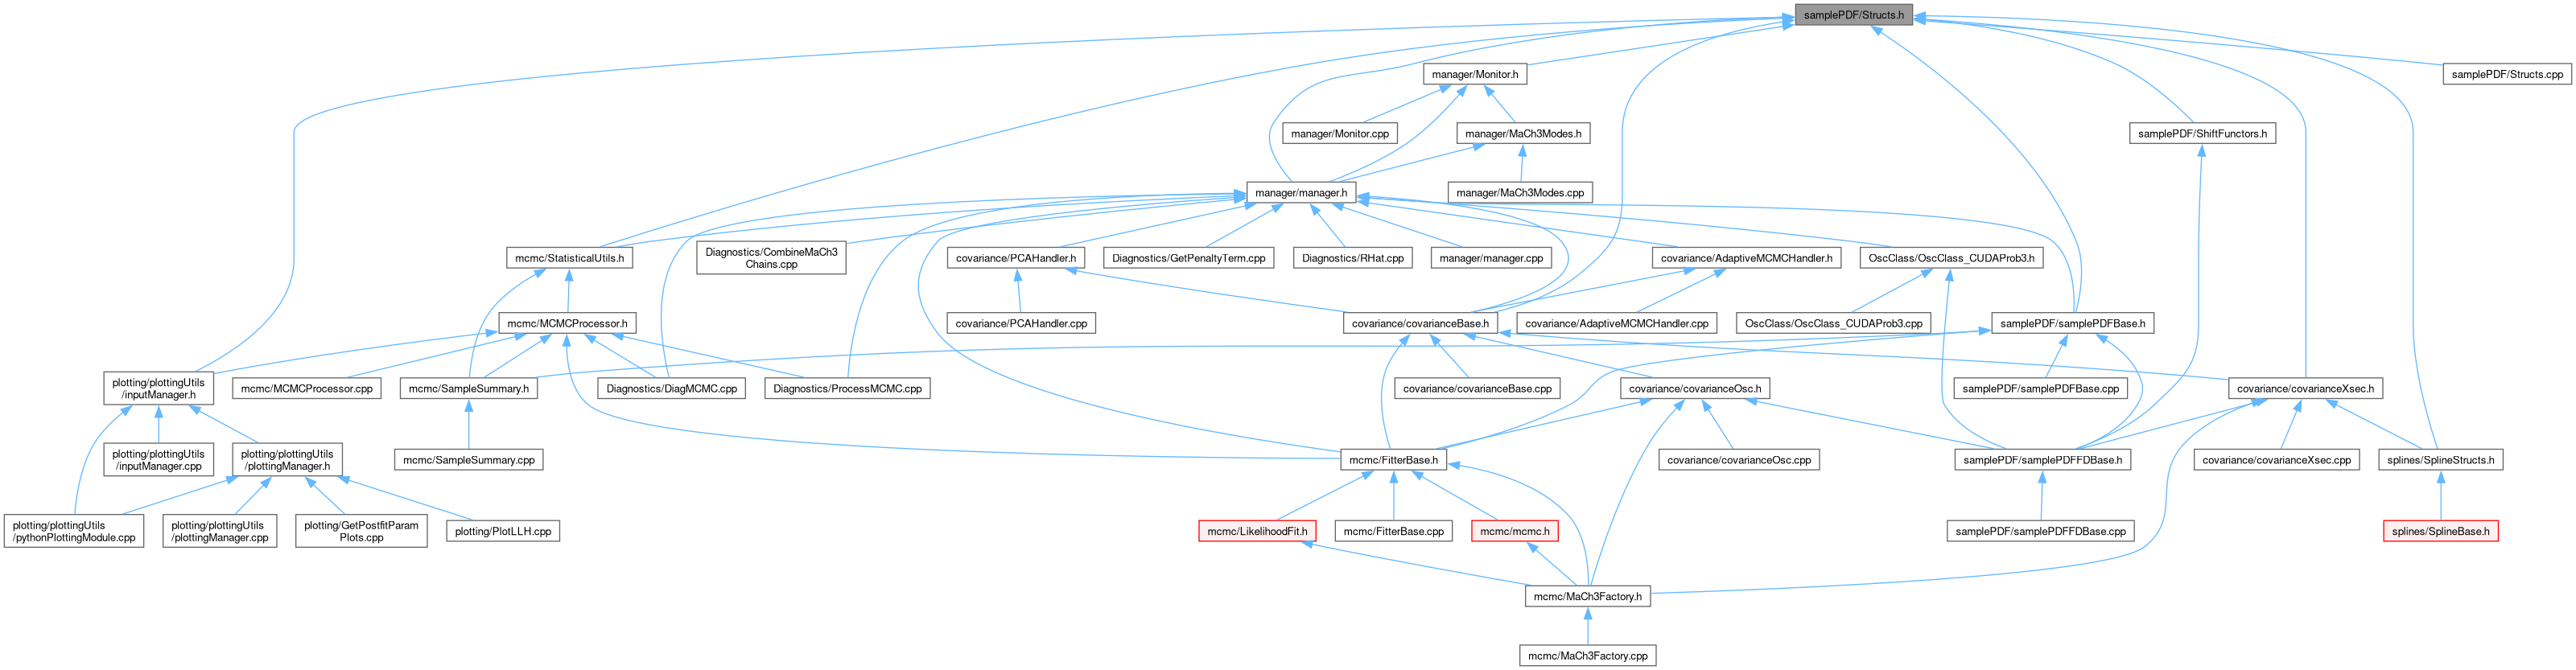 samplePDF/Structs.h
manager/Monitor.h
samplePDF/Structs.cpp
manager/Monitor.cpp
manager/MaCh3Modes.h
samplePDF/ShiftFunctors.h
manager/manager.h
manager/MaCh3Modes.cpp
mcmc/StatisticalUtils.h
Diagnostics/CombineMaCh3
Chains.cpp
covariance/PCAHandler.h
Diagnostics/GetPenaltyTerm.cpp
Diagnostics/RHat.cpp
manager/manager.cpp
covariance/AdaptiveMCMCHandler.h
OscClass/OscClass_CUDAProb3.h
mcmc/MCMCProcessor.h
covariance/PCAHandler.cpp
covariance/covarianceBase.h
covariance/AdaptiveMCMCHandler.cpp
OscClass/OscClass_CUDAProb3.cpp
samplePDF/samplePDFBase.h
plotting/plottingUtils
/inputManager.h
mcmc/MCMCProcessor.cpp
mcmc/SampleSummary.h
Diagnostics/DiagMCMC.cpp
Diagnostics/ProcessMCMC.cpp
covariance/covarianceBase.cpp
covariance/covarianceOsc.h
samplePDF/samplePDFBase.cpp
covariance/covarianceXsec.h
plotting/plottingUtils
/inputManager.cpp
plotting/plottingUtils
/plottingManager.h
mcmc/SampleSummary.cpp
mcmc/FitterBase.h
covariance/covarianceOsc.cpp
samplePDF/samplePDFFDBase.h
covariance/covarianceXsec.cpp
splines/SplineStructs.h
plotting/plottingUtils
/pythonPlottingModule.cpp
plotting/plottingUtils
/plottingManager.cpp
plotting/GetPostfitParam
Plots.cpp
plotting/PlotLLH.cpp
mcmc/LikelihoodFit.h
mcmc/FitterBase.cpp
mcmc/mcmc.h
samplePDF/samplePDFFDBase.cpp
splines/SplineBase.h
mcmc/MaCh3Factory.h
mcmc/MaCh3Factory.cpp